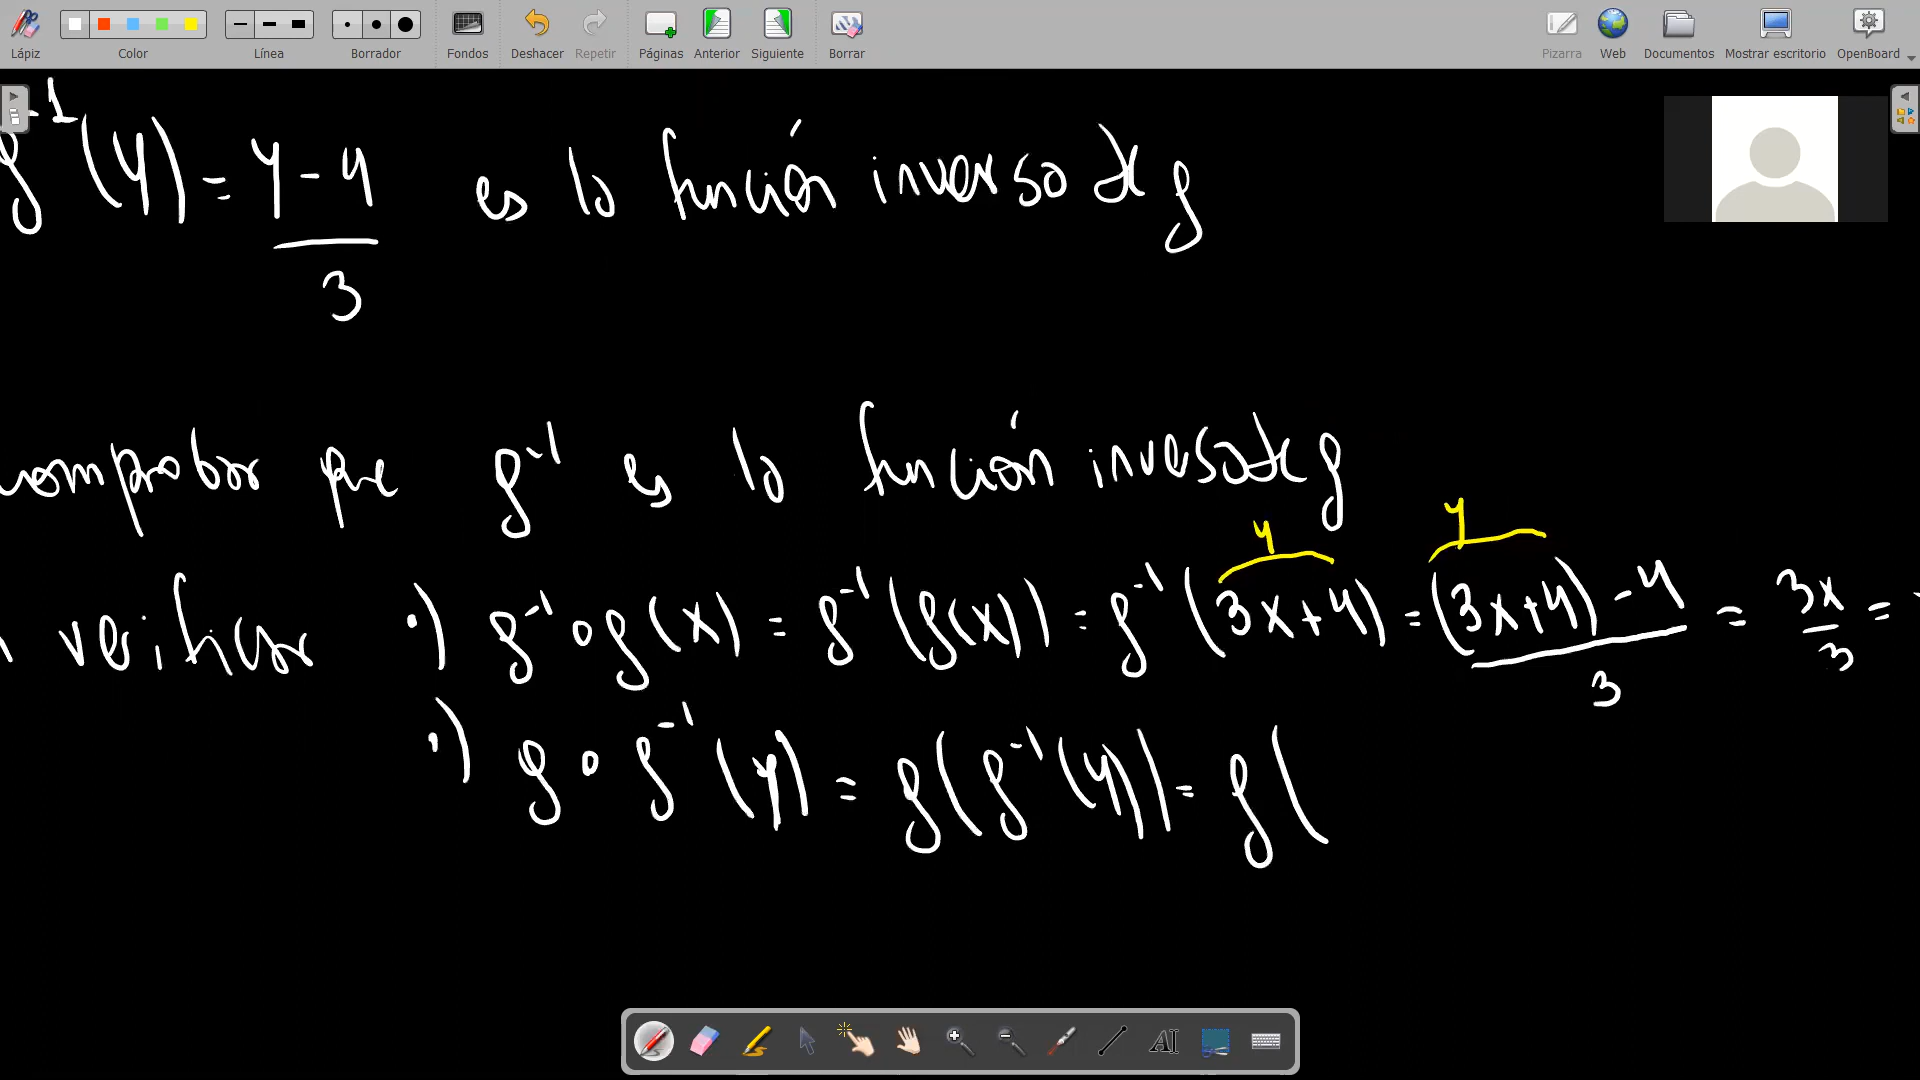 Lápiz Color Línea Borrador Fondos Deshacer Repetir Páginas Anterior Siguiente Borrar Pizarra Web Documentos Mostrar escritorio OpenBoard
g⁻¹(y) = (y-4)/3 es la función inversa de g
comprobar que g⁻¹ es la función inversa de g
y y
verificar •) g⁻¹∘g(x) = g⁻¹(g(x)) = g⁻¹(3x+4) = ((3x+4)-4)/3 = 3x/3 =
•) g∘g⁻¹(y) = g(g⁻¹(y)) = g(